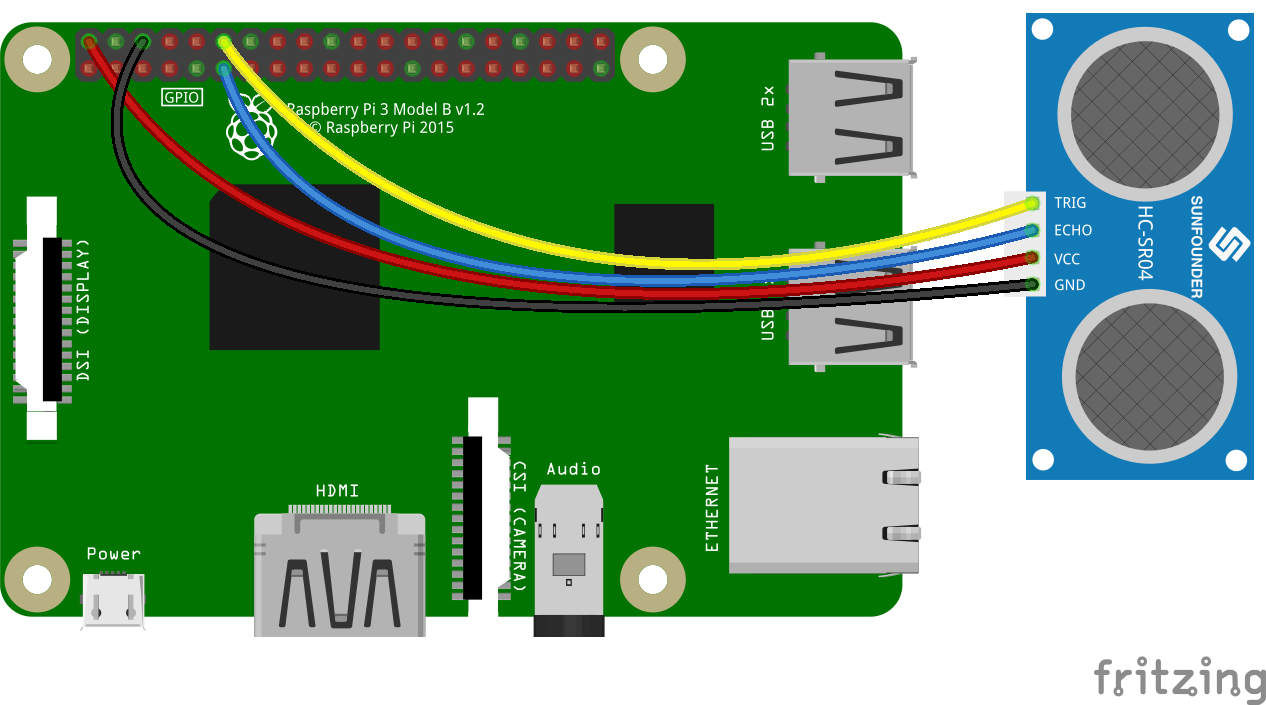 GPIO
Raspberry Pi 3 Model B v1.2
© Raspberry Pi 2015
USB 2x
USB
DSI (DISPLAY)
TRIG
ECHO
VCC
GND
HC-SR04
SUNFOUNDER
HDMI
CSI (CAMERA)
Audio
ETHERNET
Power
fritzing